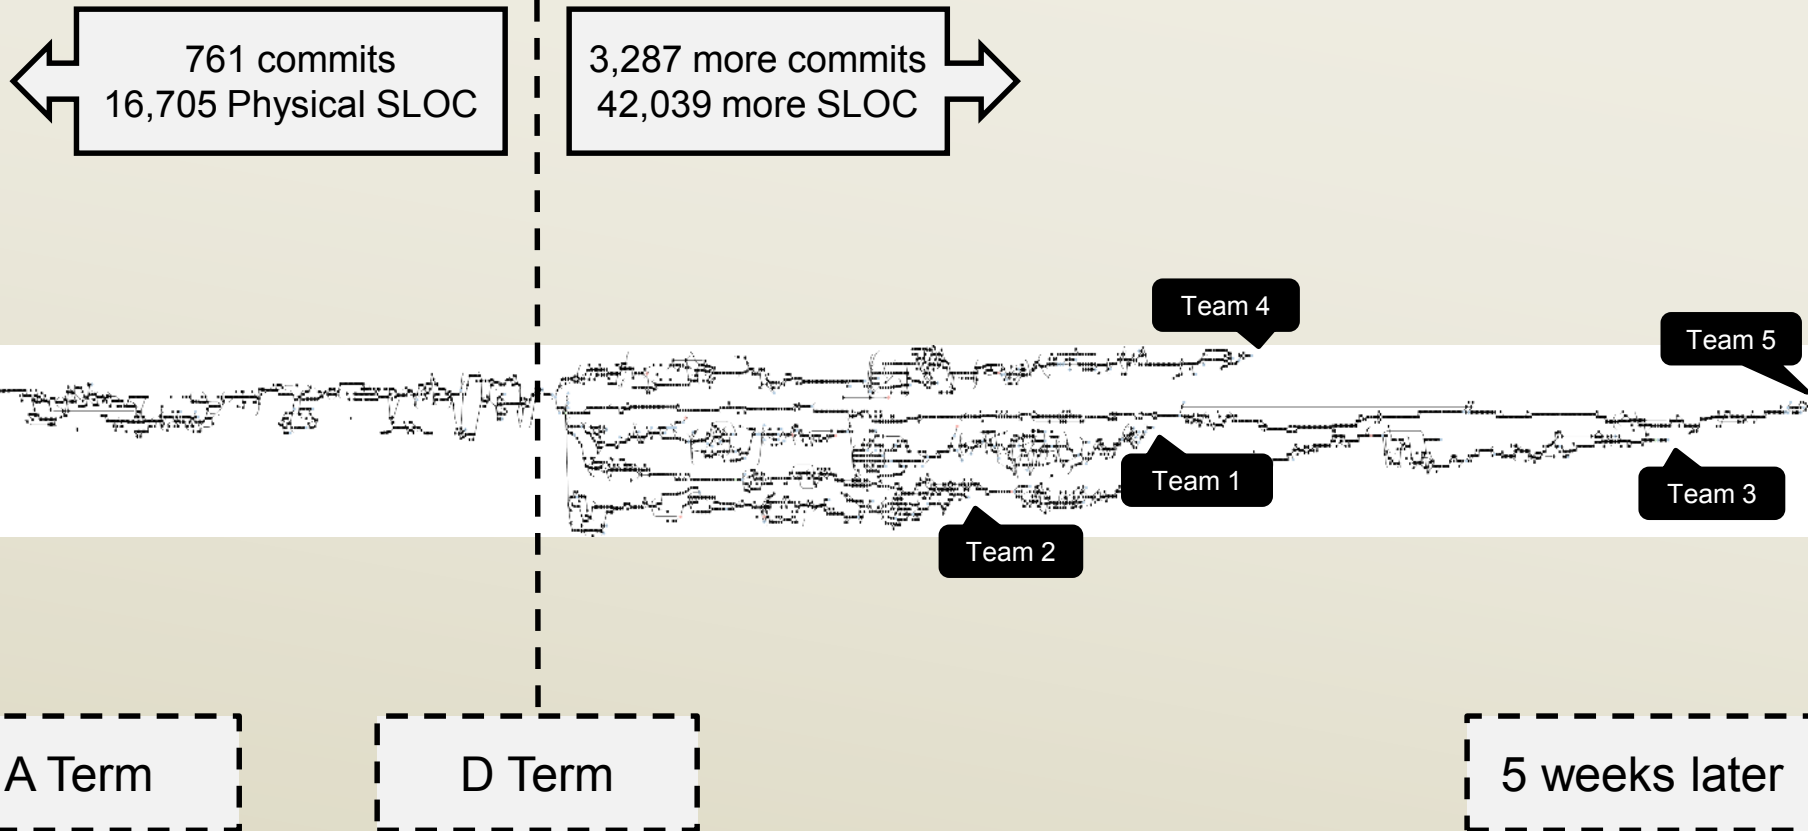 761 commits
16,705 Physical SLOC
3,287 more commits
42,039 more SLOC
Team 4
Team 5
Team 1
Team 3
Team 2
A Term
D Term
5 weeks later